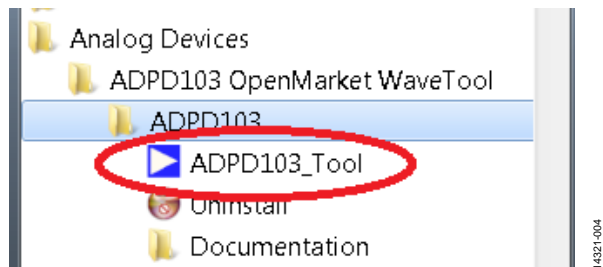 Analog Devices
ADPD103 OpenMarket WaveTool
ADPD103
ADPD103_Tool
Uninstall
Documentation
14321-004